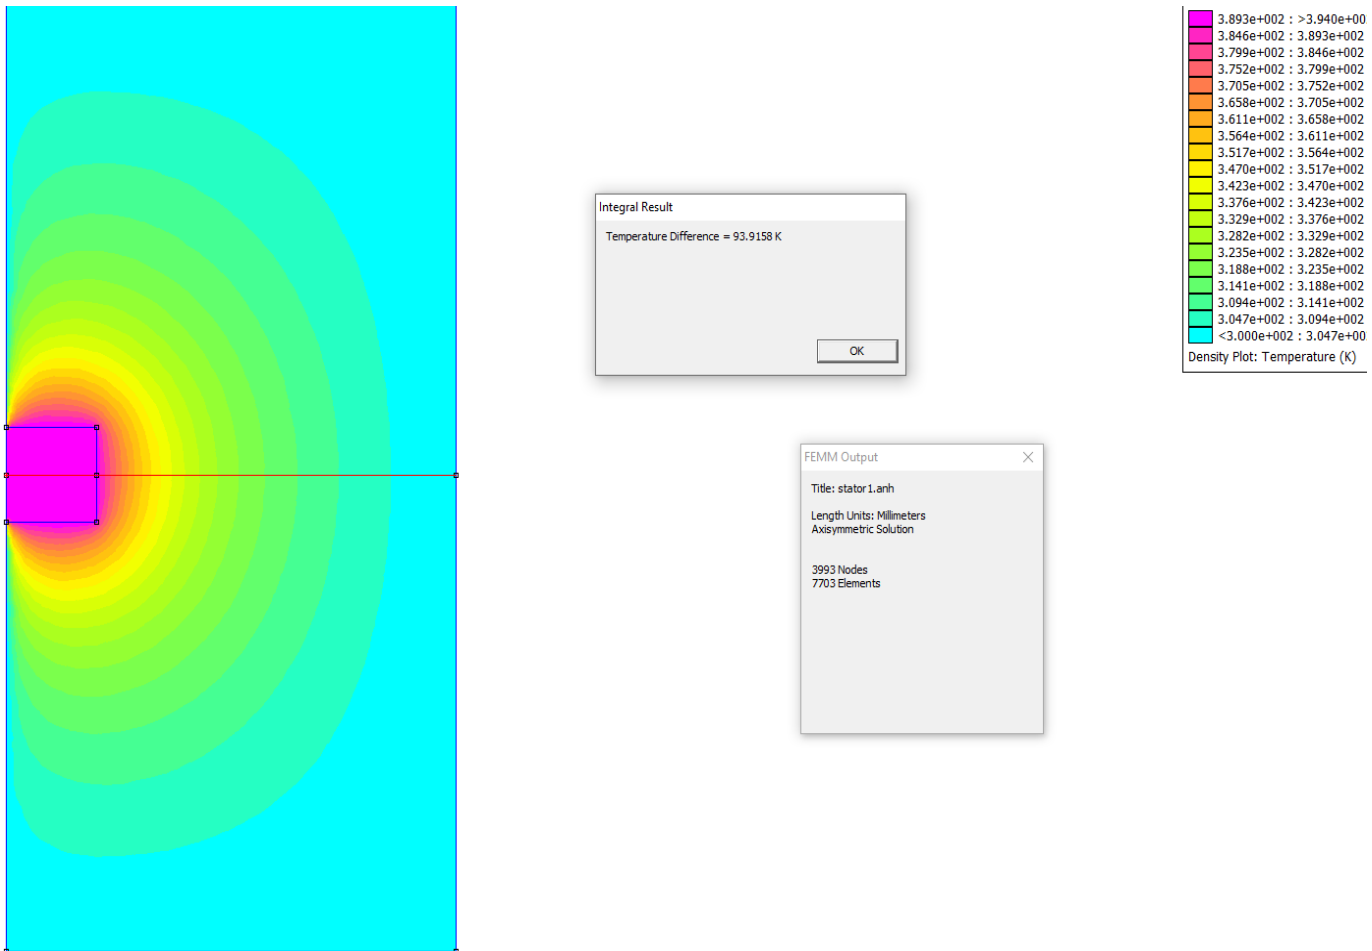 3.893e+002 : >3.940e+00
3.846e+002 : 3.893e+002
3.799e+002 : 3.846e+002
3.752e+002 : 3.799e+002
3.705e+002 : 3.752e+002
3.658e+002 : 3.705e+002
3.611e+002 : 3.658e+002
3.564e+002 : 3.611e+002
3.517e+002 : 3.564e+002
3.470e+002 : 3.517e+002
3.423e+002 : 3.470e+002
3.376e+002 : 3.423e+002
3.329e+002 : 3.376e+002
3.282e+002 : 3.329e+002
3.235e+002 : 3.282e+002
3.188e+002 : 3.235e+002
3.141e+002 : 3.188e+002
3.094e+002 : 3.141e+002
3.047e+002 : 3.094e+002
<3.000e+002 : 3.047e+00
Density Plot: Temperature (K)
Integral Result
Temperature Difference = 93.9158 K
OK
FEMM Output
Title: stator1.anh
Length Units: Millimeters
Axisymmetric Solution
3993 Nodes
7703 Elements